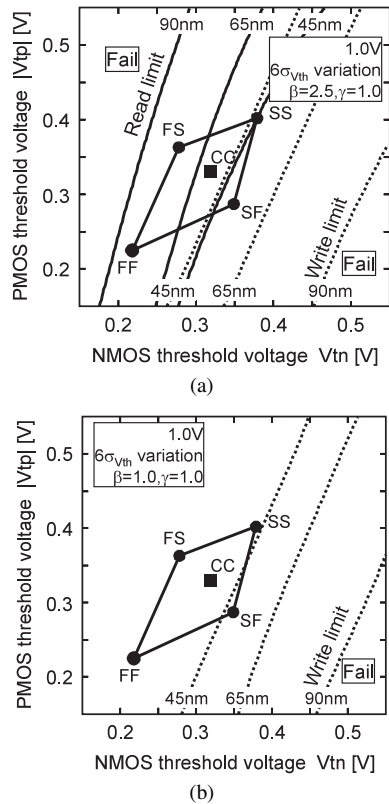 90nm 65nm 45nm
0.5
Fail
Read limit
1.0V
6σVth variation
β=2.5,γ=1.0
0.4
FS
SS
CC
0.3
SF
FF
0.2
Write limit
Fail
45nm 65nm 90nm
0.2 0.3 0.4 0.5
PMOS threshold voltage |Vtp| [V]
NMOS threshold voltage Vtn [V]
(a)
1.0V
6σVth variation
β=1.0,γ=1.0
0.5
0.4
FS
SS
CC
0.3
SF
FF
0.2
Write limit
Fail
45nm 65nm 90nm
0.2 0.3 0.4 0.5
PMOS threshold voltage |Vtp| [V]
NMOS threshold voltage Vtn [V]
(b)